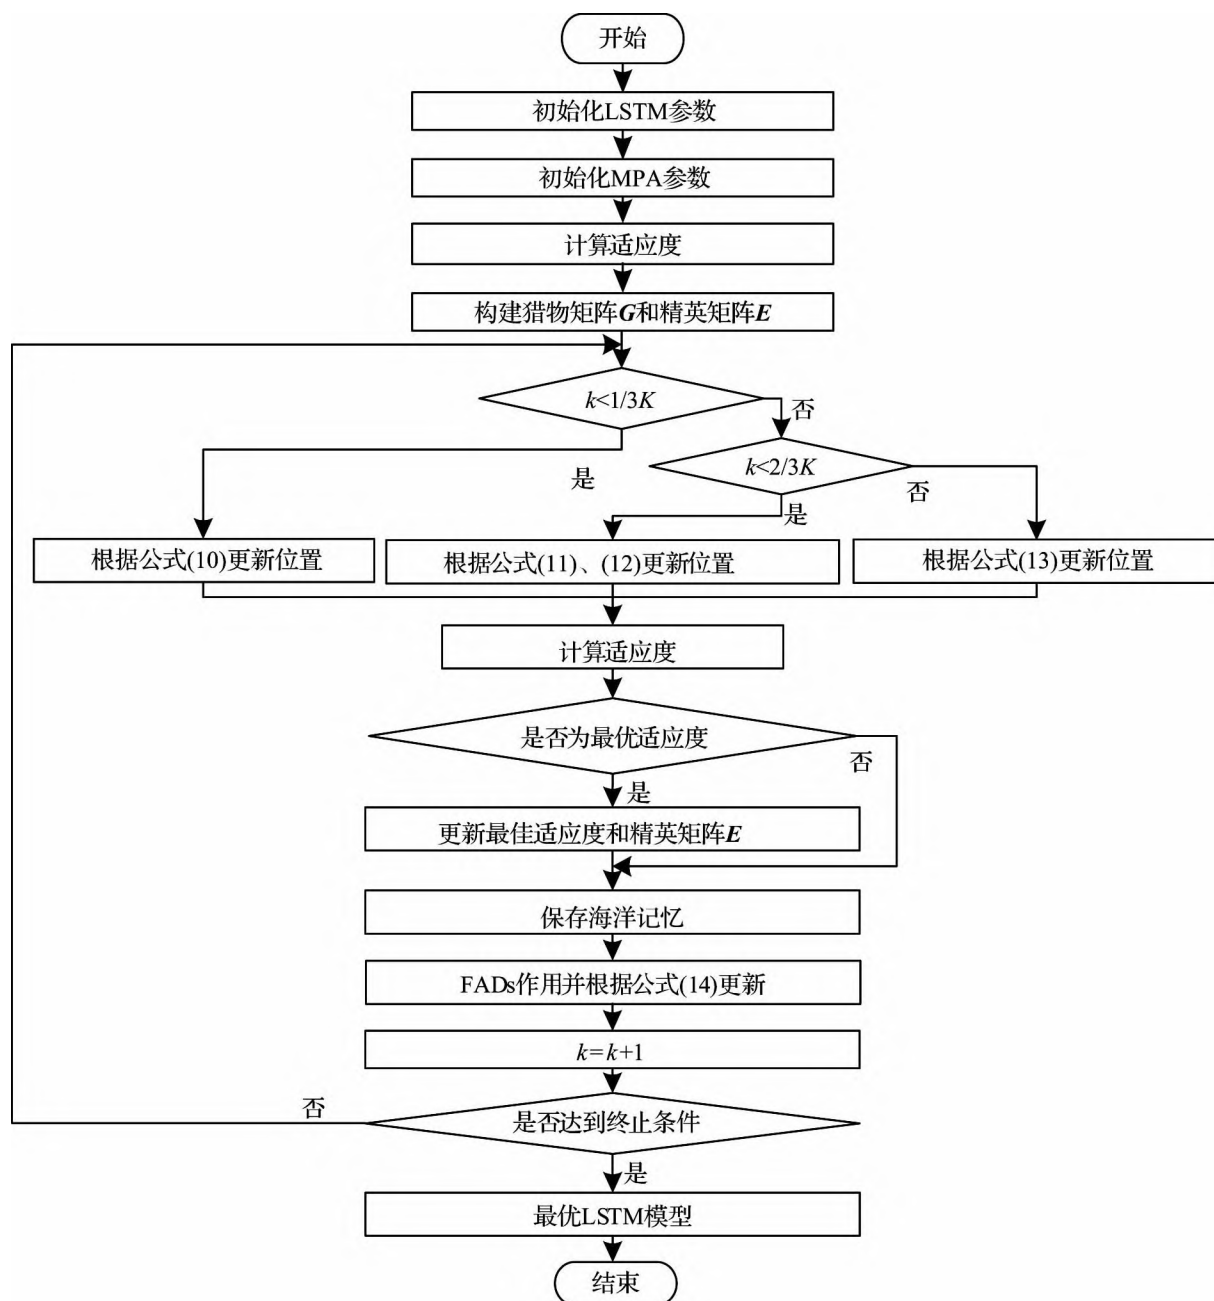 开始
初始化LSTM参数
初始化MPA参数
计算适应度
构建猎物矩阵G和精英矩阵E
k<1/3K
否
k<2/3K
是
否
是
根据公式(10)更新位置
根据公式(11)、(12)更新位置
根据公式(13)更新位置
计算适应度
是否为最优适应度
否
是
更新最佳适应度和精英矩阵E
保存海洋记忆
FADs作用并根据公式(14)更新
k=k+1
否
是否达到终止条件
是
最优LSTM模型
结束